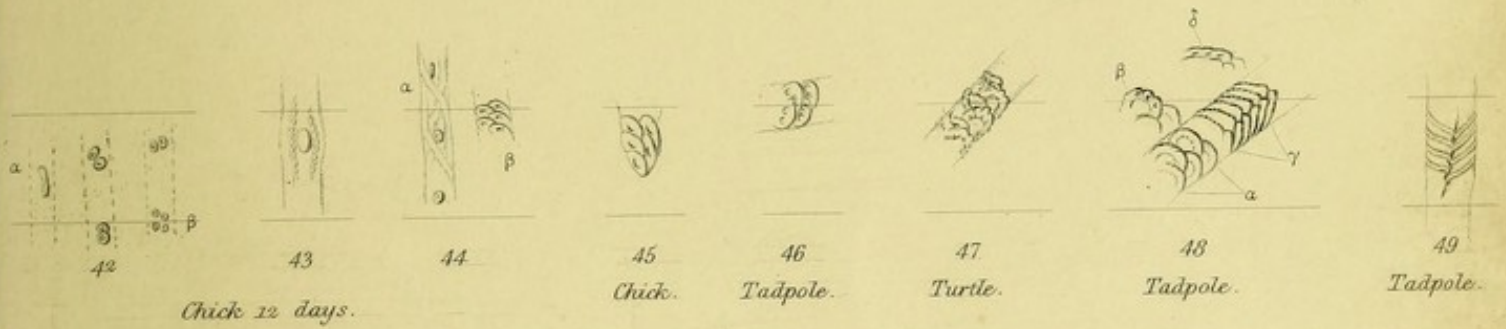 δ
α β
α β γ
α β α
42 43 44 45 46 47 48 49
Chick. Tadpole. Turtle. Tadpole. Tadpole.
Chick 12 days.